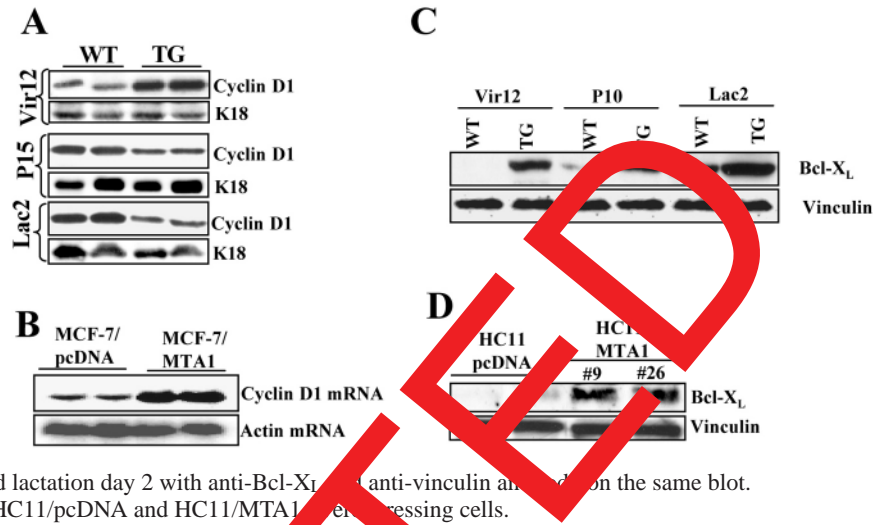 A
WT TG
Vir12
Cyclin D1
K18
P15
Cyclin D1
K18
Lac2
Cyclin D1
K18
B
MCF-7/
pcDNA
MCF-7/
MTA1
Cyclin D1 mRNA
Actin mRNA
C
Vir12 P10 Lac2
WT TG WT TG WT TG
Bcl-XL
Vinculin
D
HC11
pcDNA
MTA1
#9 #26
Bcl-XL
Vinculin
TED
lactation day 2 with anti-Bcl-XL anti-vinculin on the same blot.
HC11/pcDNA and HC11/MTA1 cells.